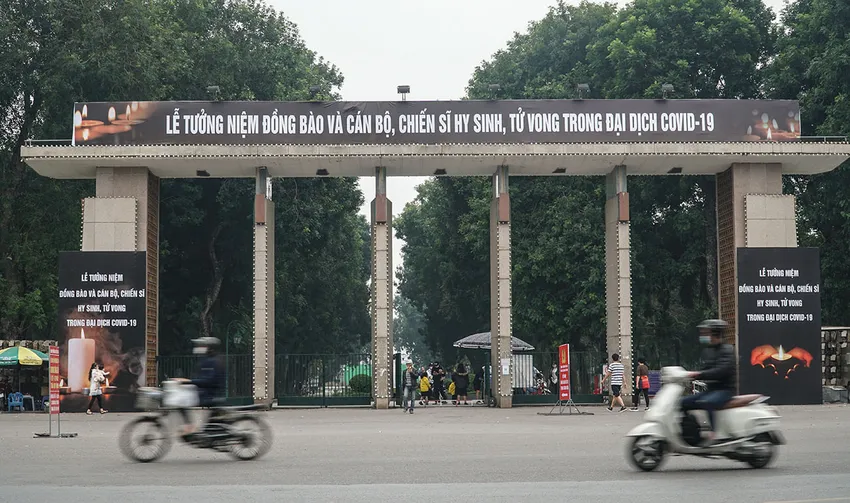 LỄ TƯỞNG NIỆM ĐỒNG BÀO VÀ CÁN BỘ, CHIẾN SĨ HY SINH, TỬ VONG TRONG ĐẠI DỊCH COVID-19
LỄ TƯỞNG NIỆM
ĐỒNG BÀO VÀ CÁN BỘ, CHIẾN SĨ
HY SINH, TỬ VONG
TRONG ĐẠI DỊCH COVID-19
LỄ TƯỞNG NIỆM
ĐỒNG BÀO VÀ CÁN BỘ, CHIẾN SĨ
HY SINH, TỬ VONG
TRONG ĐẠI DỊCH COVID-19